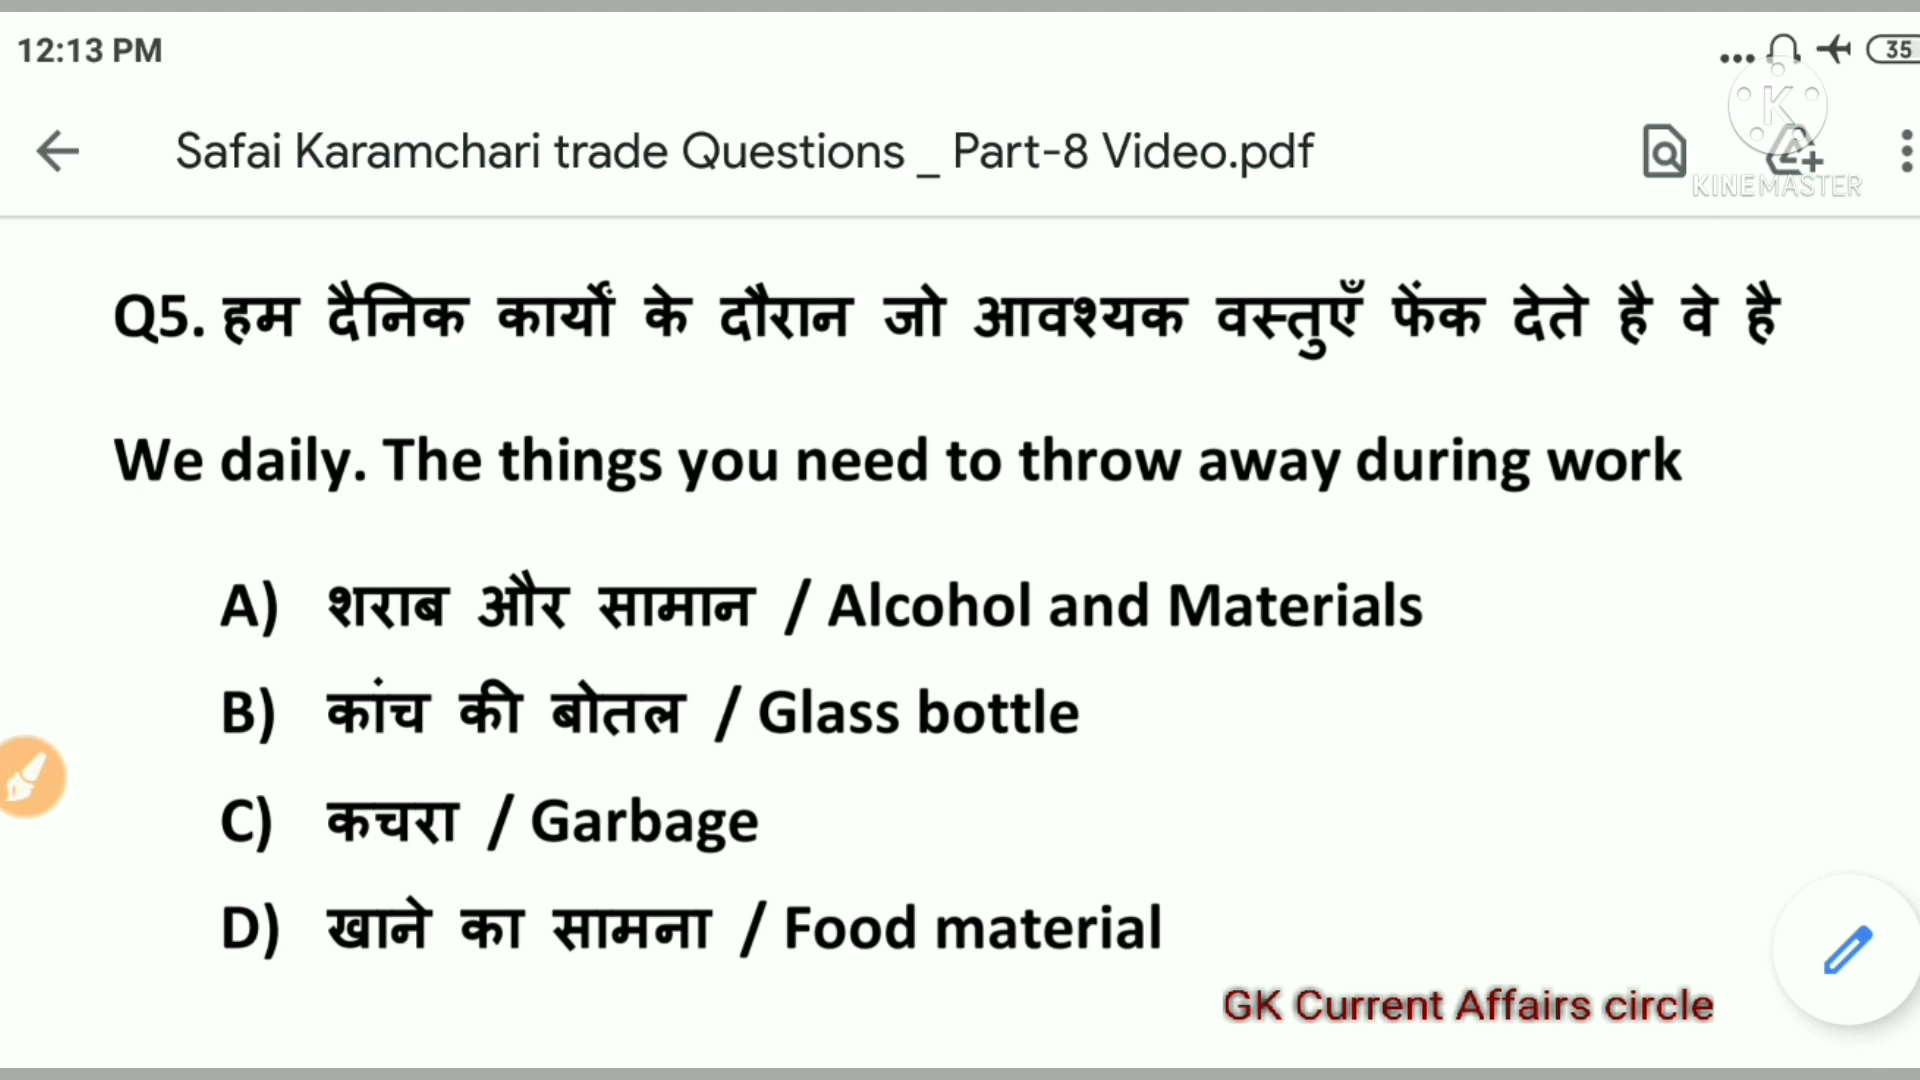 12:13 PM
35
Safai Karamchari trade Questions _ Part-8 Video.pdf
K
KINEMASTER
Q5. हम दैनिक कार्यों के दौरान जो आवश्यक वस्तुएँ फेंक देते है वे है
We daily. The things you need to throw away during work
A) शराब और सामान / Alcohol and Materials
B) कांच की बोतल / Glass bottle
C) कचरा / Garbage
D) खाने का सामना / Food material
GK Current Affairs circle